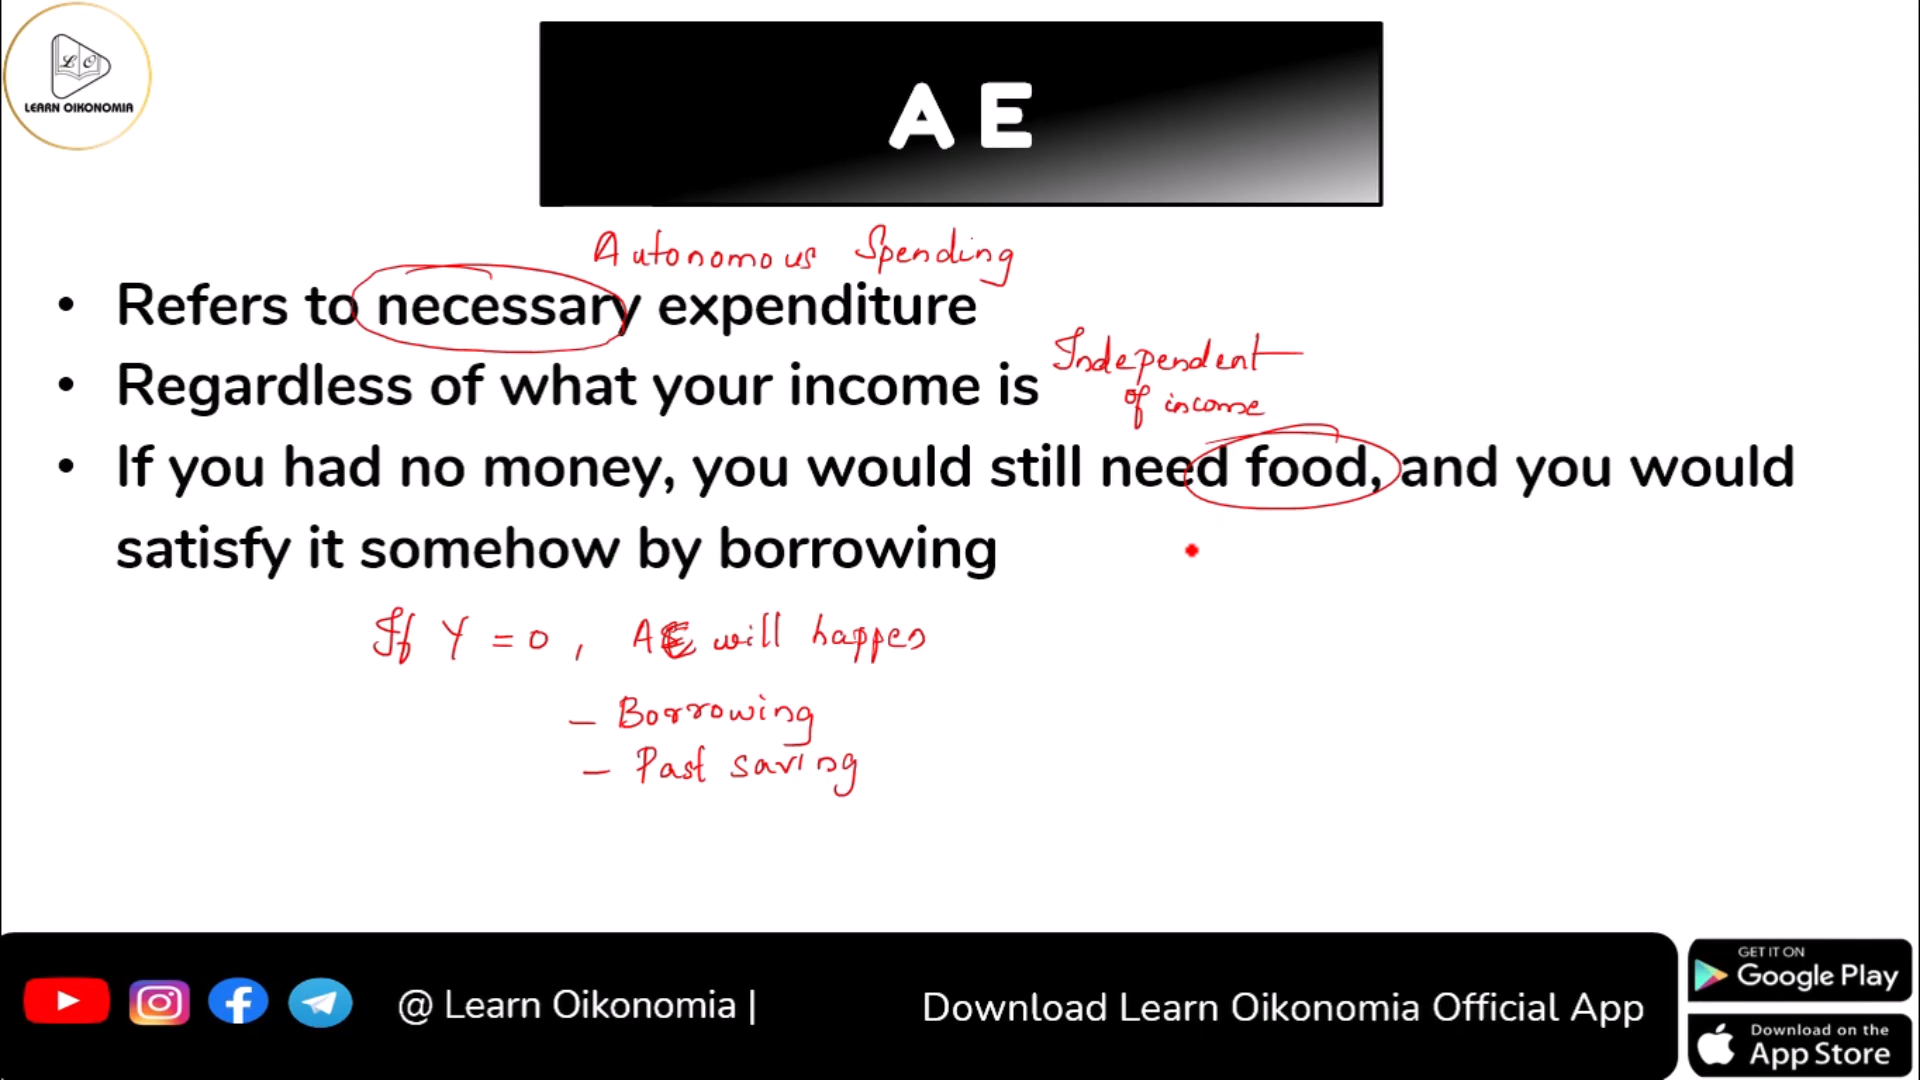 L O
LEARN OIKONOMIA
A E
Autonomous Spending
• Refers to necessary expenditure
• Regardless of what your income is
Independent
of income
• If you had no money, you would still need food, and you would
satisfy it somehow by borrowing
If Y = 0 , AE will happen
– Borrowing
– Past saving
@ Learn Oikonomia |
Download Learn Oikonomia Official App
GET IT ON
Google Play
Download on the
App Store